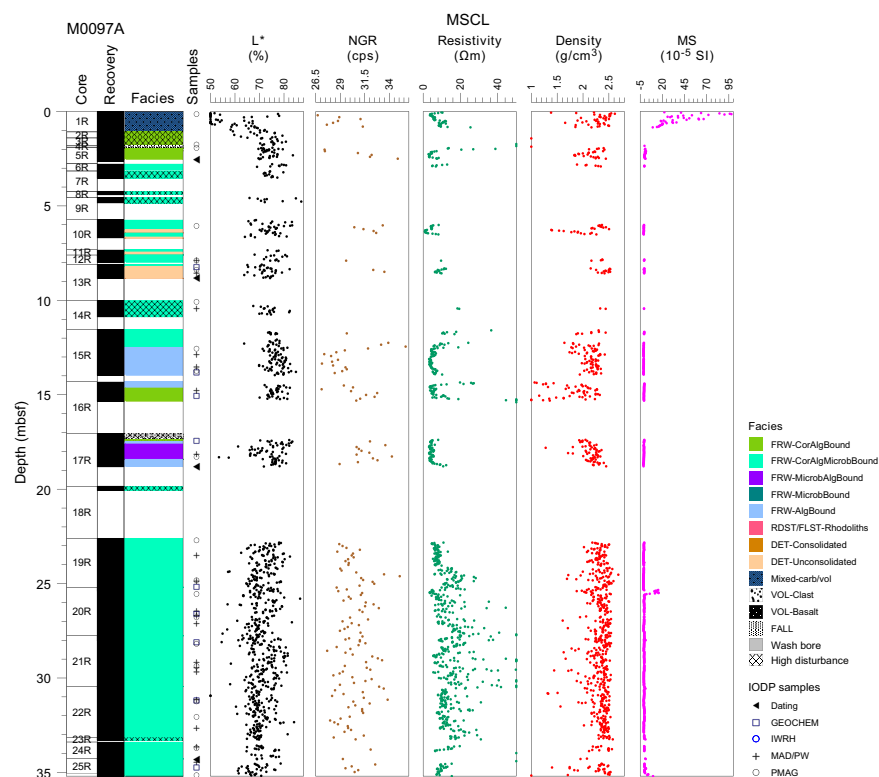 MSCL
M0097A
L* NGR Resistivity Density MS
(%) (cps) (Ωm) (g/cm3) (10-5 SI)
Core Recovery Facies Samples
50 60 70 80 26.5 29 31.5 34 0 20 40 1 1.5 2 2.5 -5 20 45 70 95
0
5
10
15
20
25
30
35
Depth (mbsf)
1R
2R
5R
6R
7R
8R
9R
10R
11R
12R
13R
14R
15R
16R
17R
18R
19R
20R
21R
22R
23R
24R
25R
Facies
FRW-CorAlgBound
FRW-CorAlgMicrobBound
FRW-MicrobAlgBound
FRW-MicrobBound
FRW-AlgBound
RDST/FLST-Rhodoliths
DET-Consolidated
DET-Unconsolidated
Mixed-carb/vol
VOL-Clast
VOL-Basalt
FALL
Wash bore
High disturbance
IODP samples
Dating
GEOCHEM
IWRH
MAD/PW
PMAG